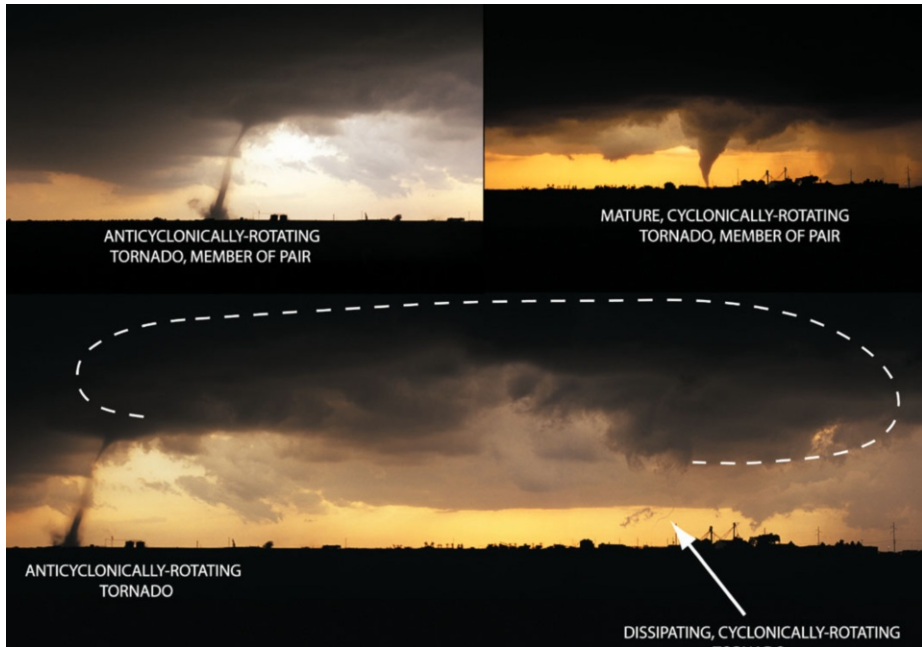 ANTICYCLONICALLY-ROTATING
TORNADO, MEMBER OF PAIR
MATURE, CYCLONICALLY-ROTATING
TORNADO, MEMBER OF PAIR
ANTICYCLONICALLY-ROTATING
TORNADO
DISSIPATING, CYCLONICALLY-ROTATING